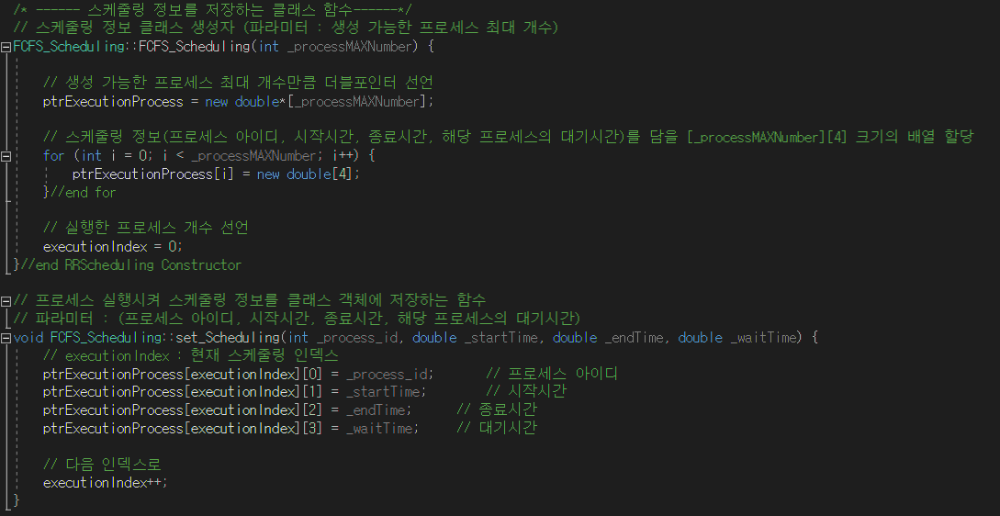 /* ------ 스케줄링 정보를 저장하는 클래스 함수------*/
// 스케줄링 정보 클래스 생성자 (파라미터 : 생성 가능한 프로세스 최대 개수)
FCFS_Scheduling::FCFS_Scheduling(int _processMAXNumber) {
// 생성 가능한 프로세스 최대 개수만큼 더블포인터 선언
ptrExecutionProcess = new double*[_processMAXNumber];
// 스케줄링 정보(프로세스 아이디, 시작시간, 종료시간, 해당 프로세스의 대기시간)를 담을 [_processMAXNumber][4] 크기의 배열 할당
for (int i = 0; i < _processMAXNumber; i++) {
ptrExecutionProcess[i] = new double[4];
}//end for
// 실행한 프로세스 개수 선언
executionIndex = 0;
}//end RRScheduling Constructor
// 프로세스 실행시켜 스케줄링 정보를 클래스 객체에 저장하는 함수
// 파라미터 : (프로세스 아이디, 시작시간, 종료시간, 해당 프로세스의 대기시간)
void FCFS_Scheduling::set_Scheduling(int _process_id, double _startTime, double _endTime, double _waitTime) {
// executionIndex : 현재 스케줄링 인덱스
ptrExecutionProcess[executionIndex][0] = _process_id; // 프로세스 아이디
ptrExecutionProcess[executionIndex][1] = _startTime; // 시작시간
ptrExecutionProcess[executionIndex][2] = _endTime; // 종료시간
ptrExecutionProcess[executionIndex][3] = _waitTime; // 대기시간
// 다음 인덱스로
executionIndex++;
}